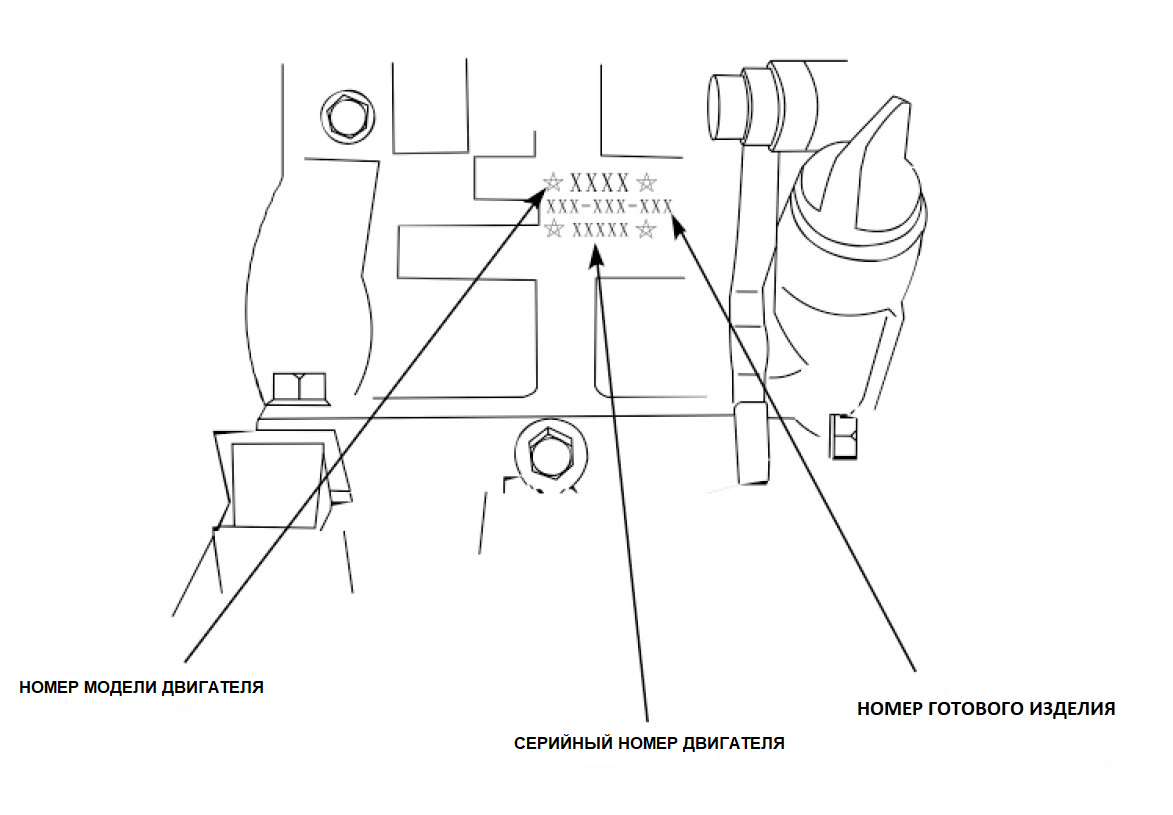 ☆ XXXX ☆
XXX-XXX-XXX
☆ XXXXX ☆
НОМЕР МОДЕЛИ ДВИГАТЕЛЯ
НОМЕР ГОТОВОГО ИЗДЕЛИЯ
СЕРИЙНЫЙ НОМЕР ДВИГАТЕЛЯ